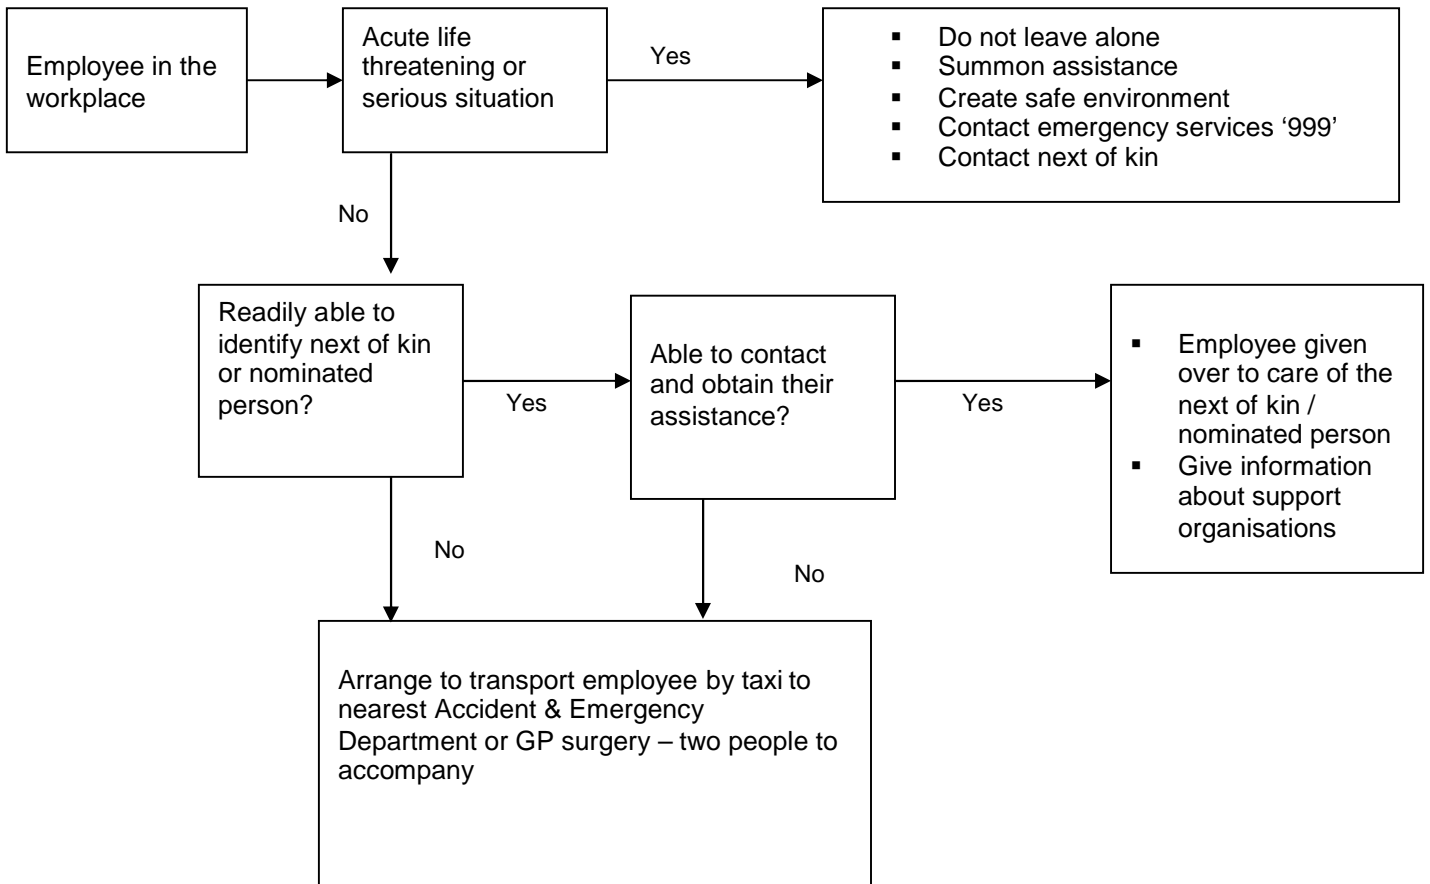 Employee in the
workplace
Acute life
threatening or
serious situation
Yes
▪ Do not leave alone
▪ Summon assistance
▪ Create safe environment
▪ Contact emergency services ‘999’
▪ Contact next of kin
No
Readily able to
identify next of kin
or nominated
person?
Yes
Able to contact
and obtain their
assistance?
Yes
▪ Employee given
over to care of the
next of kin /
nominated person
▪ Give information
about support
organisations
No
No
Arrange to transport employee by taxi to
nearest Accident & Emergency
Department or GP surgery – two people to
accompany